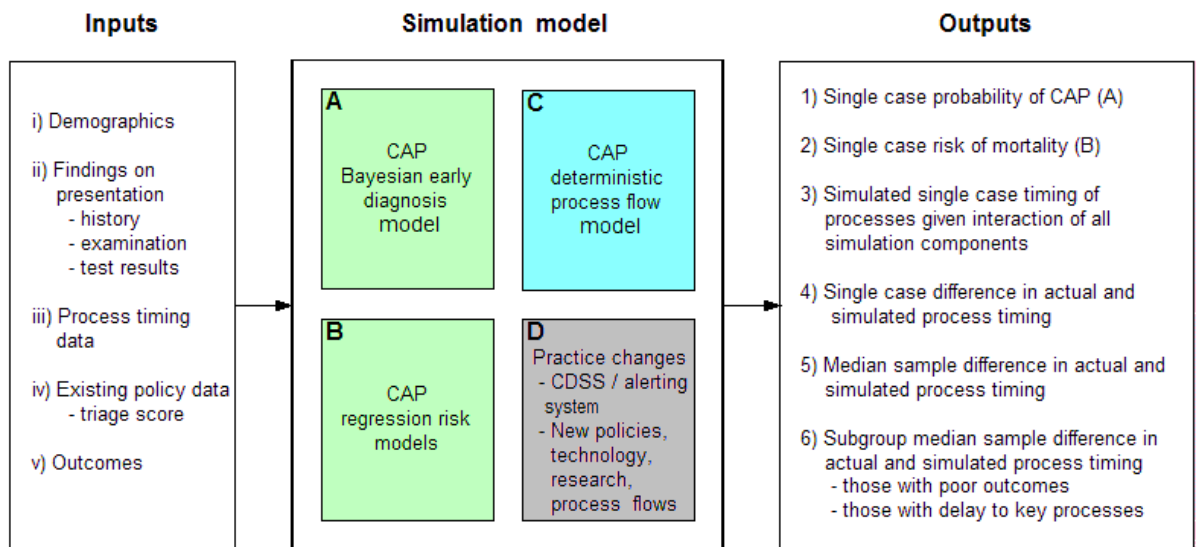 Inputs
Simulation model
Outputs
i) Demographics
ii) Findings on
presentation
- history
- examination
- test results
iii) Process timing
data
iv) Existing policy data
- triage score
v) Outcomes
A
CAP
Bayesian early
diagnosis
model
C
CAP
deterministic
process flow
model
B
CAP
regression risk
models
D
Practice changes
- CDSS / alerting
system
- New policies,
technology,
research,
process flows
1) Single case probability of CAP (A)
2) Single case risk of mortality (B)
3) Simulated single case timing of
processes given interaction of all
simulation components
4) Single case difference in actual and
simulated process timing
5) Median sample difference in actual and
simulated process timing
6) Subgroup median sample difference in
actual and simulated process timing
- those with poor outcomes
- those with delay to key processes